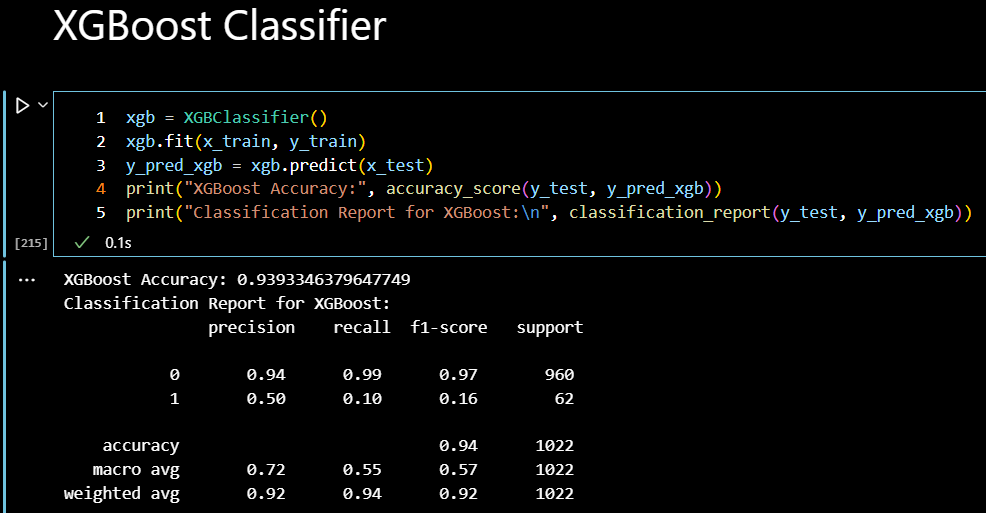 XGBoost Classifier
1 xgb = XGBClassifier()
2 xgb.fit(x_train, y_train)
3 y_pred_xgb = xgb.predict(x_test)
4 print("XGBoost Accuracy:", accuracy_score(y_test, y_pred_xgb))
5 print("Classification Report for XGBoost:\n", classification_report(y_test, y_pred_xgb))
[215] 0.1s
XGBoost Accuracy: 0.9393346379647749
Classification Report for XGBoost:
precision recall f1-score support
0 0.94 0.99 0.97 960
1 0.50 0.10 0.16 62
accuracy 0.94 1022
macro avg 0.72 0.55 0.57 1022
weighted avg 0.92 0.94 0.92 1022